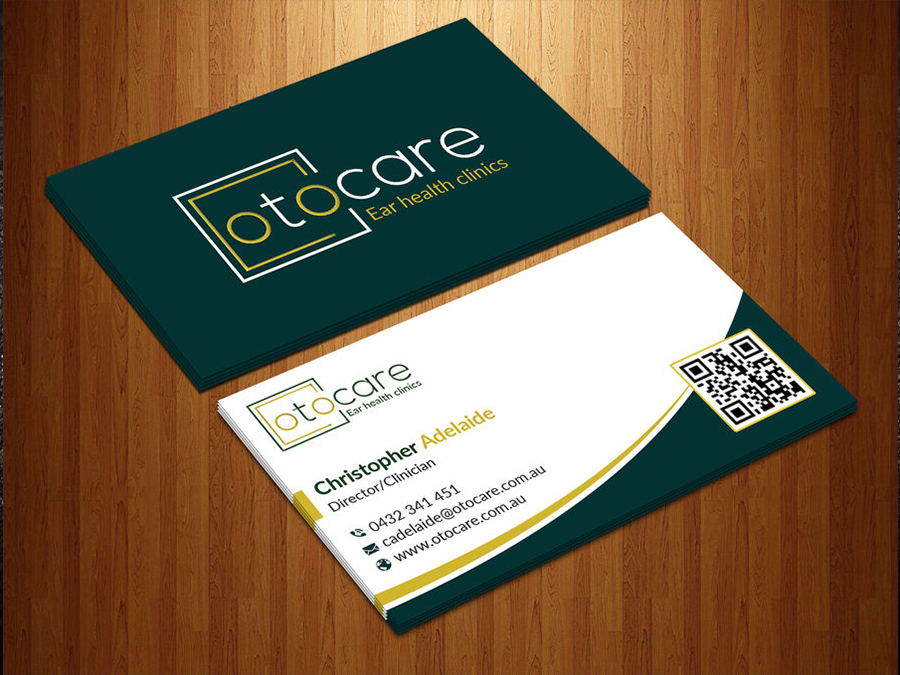 otocare
Ear health clinics
otocare
Ear health clinics
Christopher Adelaide
Director/Clinician
0432 341 451
cadelaide@otocare.com.au
www.otocare.com.au